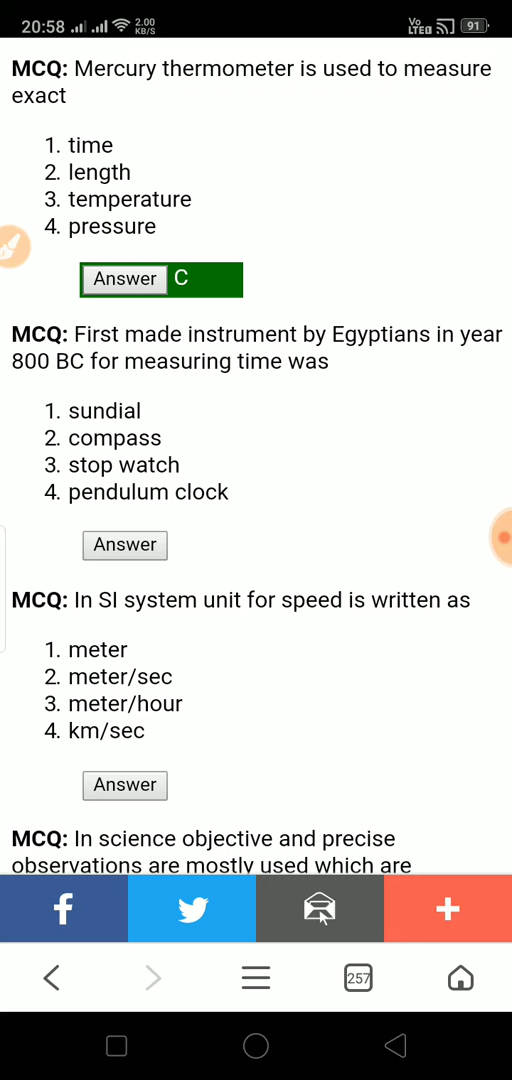 20:58 2.00 KB/S Vo LTE 91
MCQ: Mercury thermometer is used to measure
exact
1. time
2. length
3. temperature
4. pressure
Answer C
MCQ: First made instrument by Egyptians in year
800 BC for measuring time was
1. sundial
2. compass
3. stop watch
4. pendulum clock
Answer
MCQ: In SI system unit for speed is written as
1. meter
2. meter/sec
3. meter/hour
4. km/sec
Answer
MCQ: In science objective and precise
observations are mostly used which are
f +
257